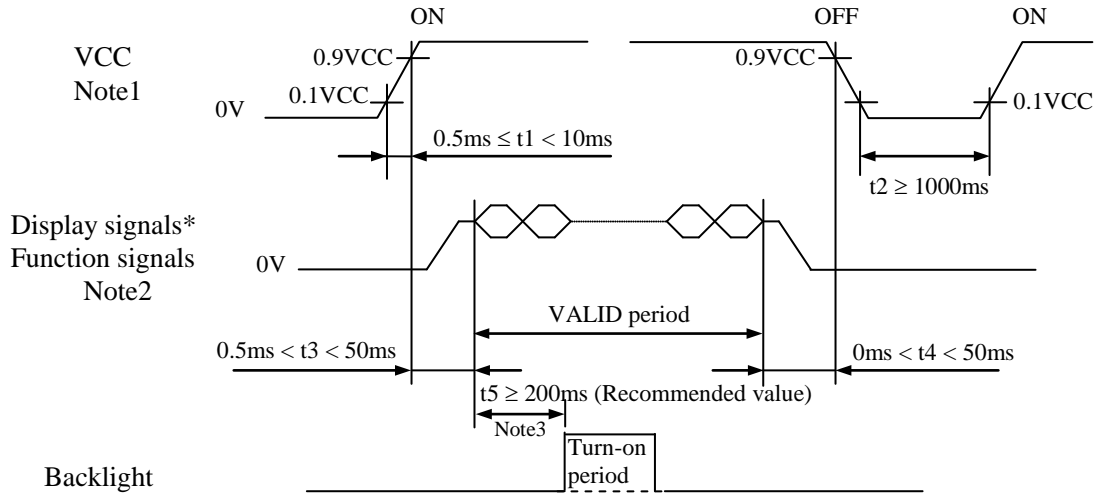 ON OFF ON
VCC
Note1
0.9VCC
0.9VCC
0.1VCC
0.1VCC
0V
0.5ms ≤ t1 < 10ms
t2 ≥ 1000ms
Display signals*
Function signals
Note2
0V
VALID period
0.5ms < t3 < 50ms
0ms < t4 < 50ms
t5 ≥ 200ms (Recommended value)
Note3
Turn-on
period
Backlight